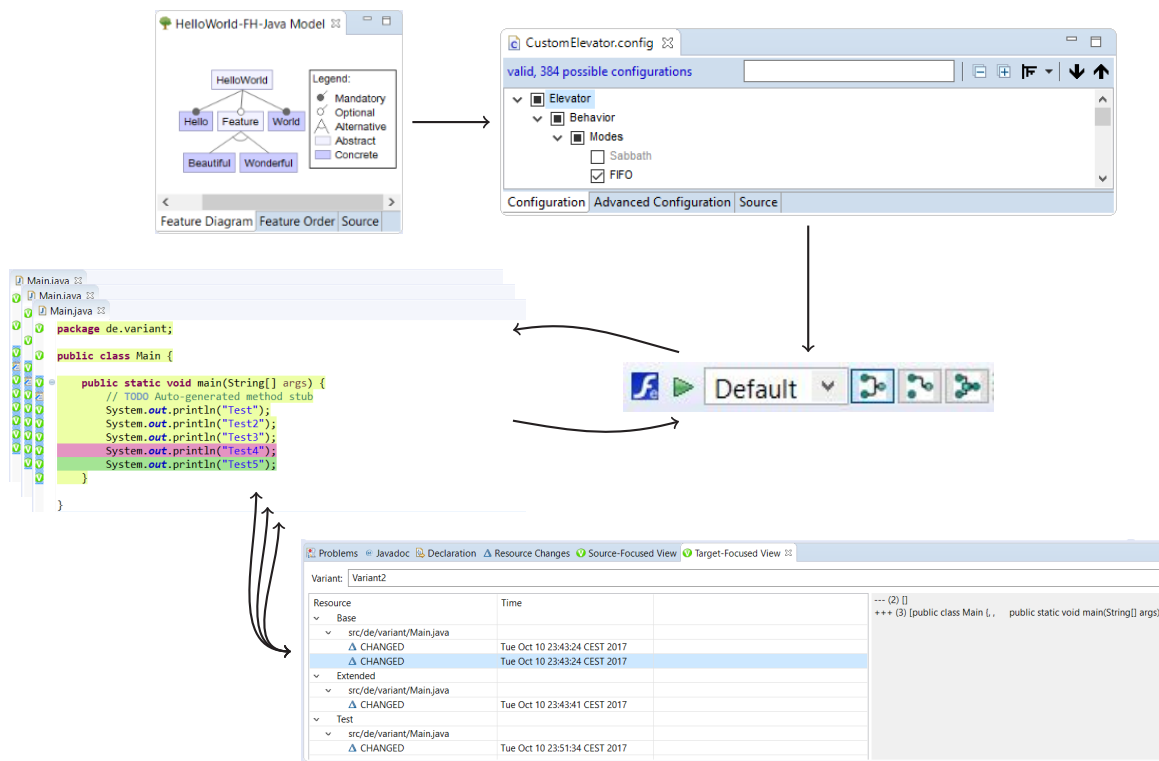 HelloWorld-FH-Java Model
HelloWorld
Hello Feature World
Beautiful Wonderful
Legend:
Mandatory
Optional
Alternative
Abstract
Concrete
Feature Diagram Feature Order Source
CustomElevator.config
valid, 384 possible configurations
Elevator
Behavior
Modes
Sabbath
FIFO
Configuration Advanced Configuration Source
Main.java
Main.java
Main.java
package de.variant;
public class Main {
public static void main(String[] args) {
// TODO Auto-generated method stub
System.out.println("Test");
System.out.println("Test2");
System.out.println("Test3");
System.out.println("Test4");
System.out.println("Test5");
}
}
Default
Problems Javadoc Declaration Resource Changes Source-Focused View Target-Focused View
Variant: Variant2
Resource Time
Base
src/de/variant/Main.java
CHANGED Tue Oct 10 23:43:24 CEST 2017
CHANGED Tue Oct 10 23:43:24 CEST 2017
Extended
src/de/variant/Main.java
CHANGED Tue Oct 10 23:43:41 CEST 2017
Test
src/de/variant/Main.java
CHANGED Tue Oct 10 23:51:34 CEST 2017
--- (2) []
+++ (3) [public class Main {, , public static void main(String[] args)